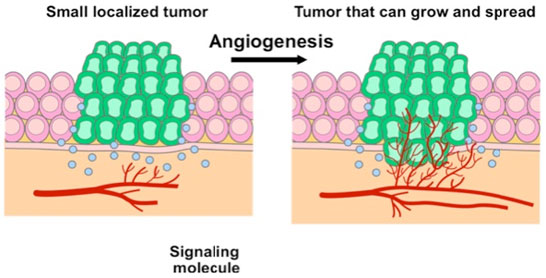 Small localized tumor
Tumor that can grow and spread
Angiogenesis
Signaling
molecule